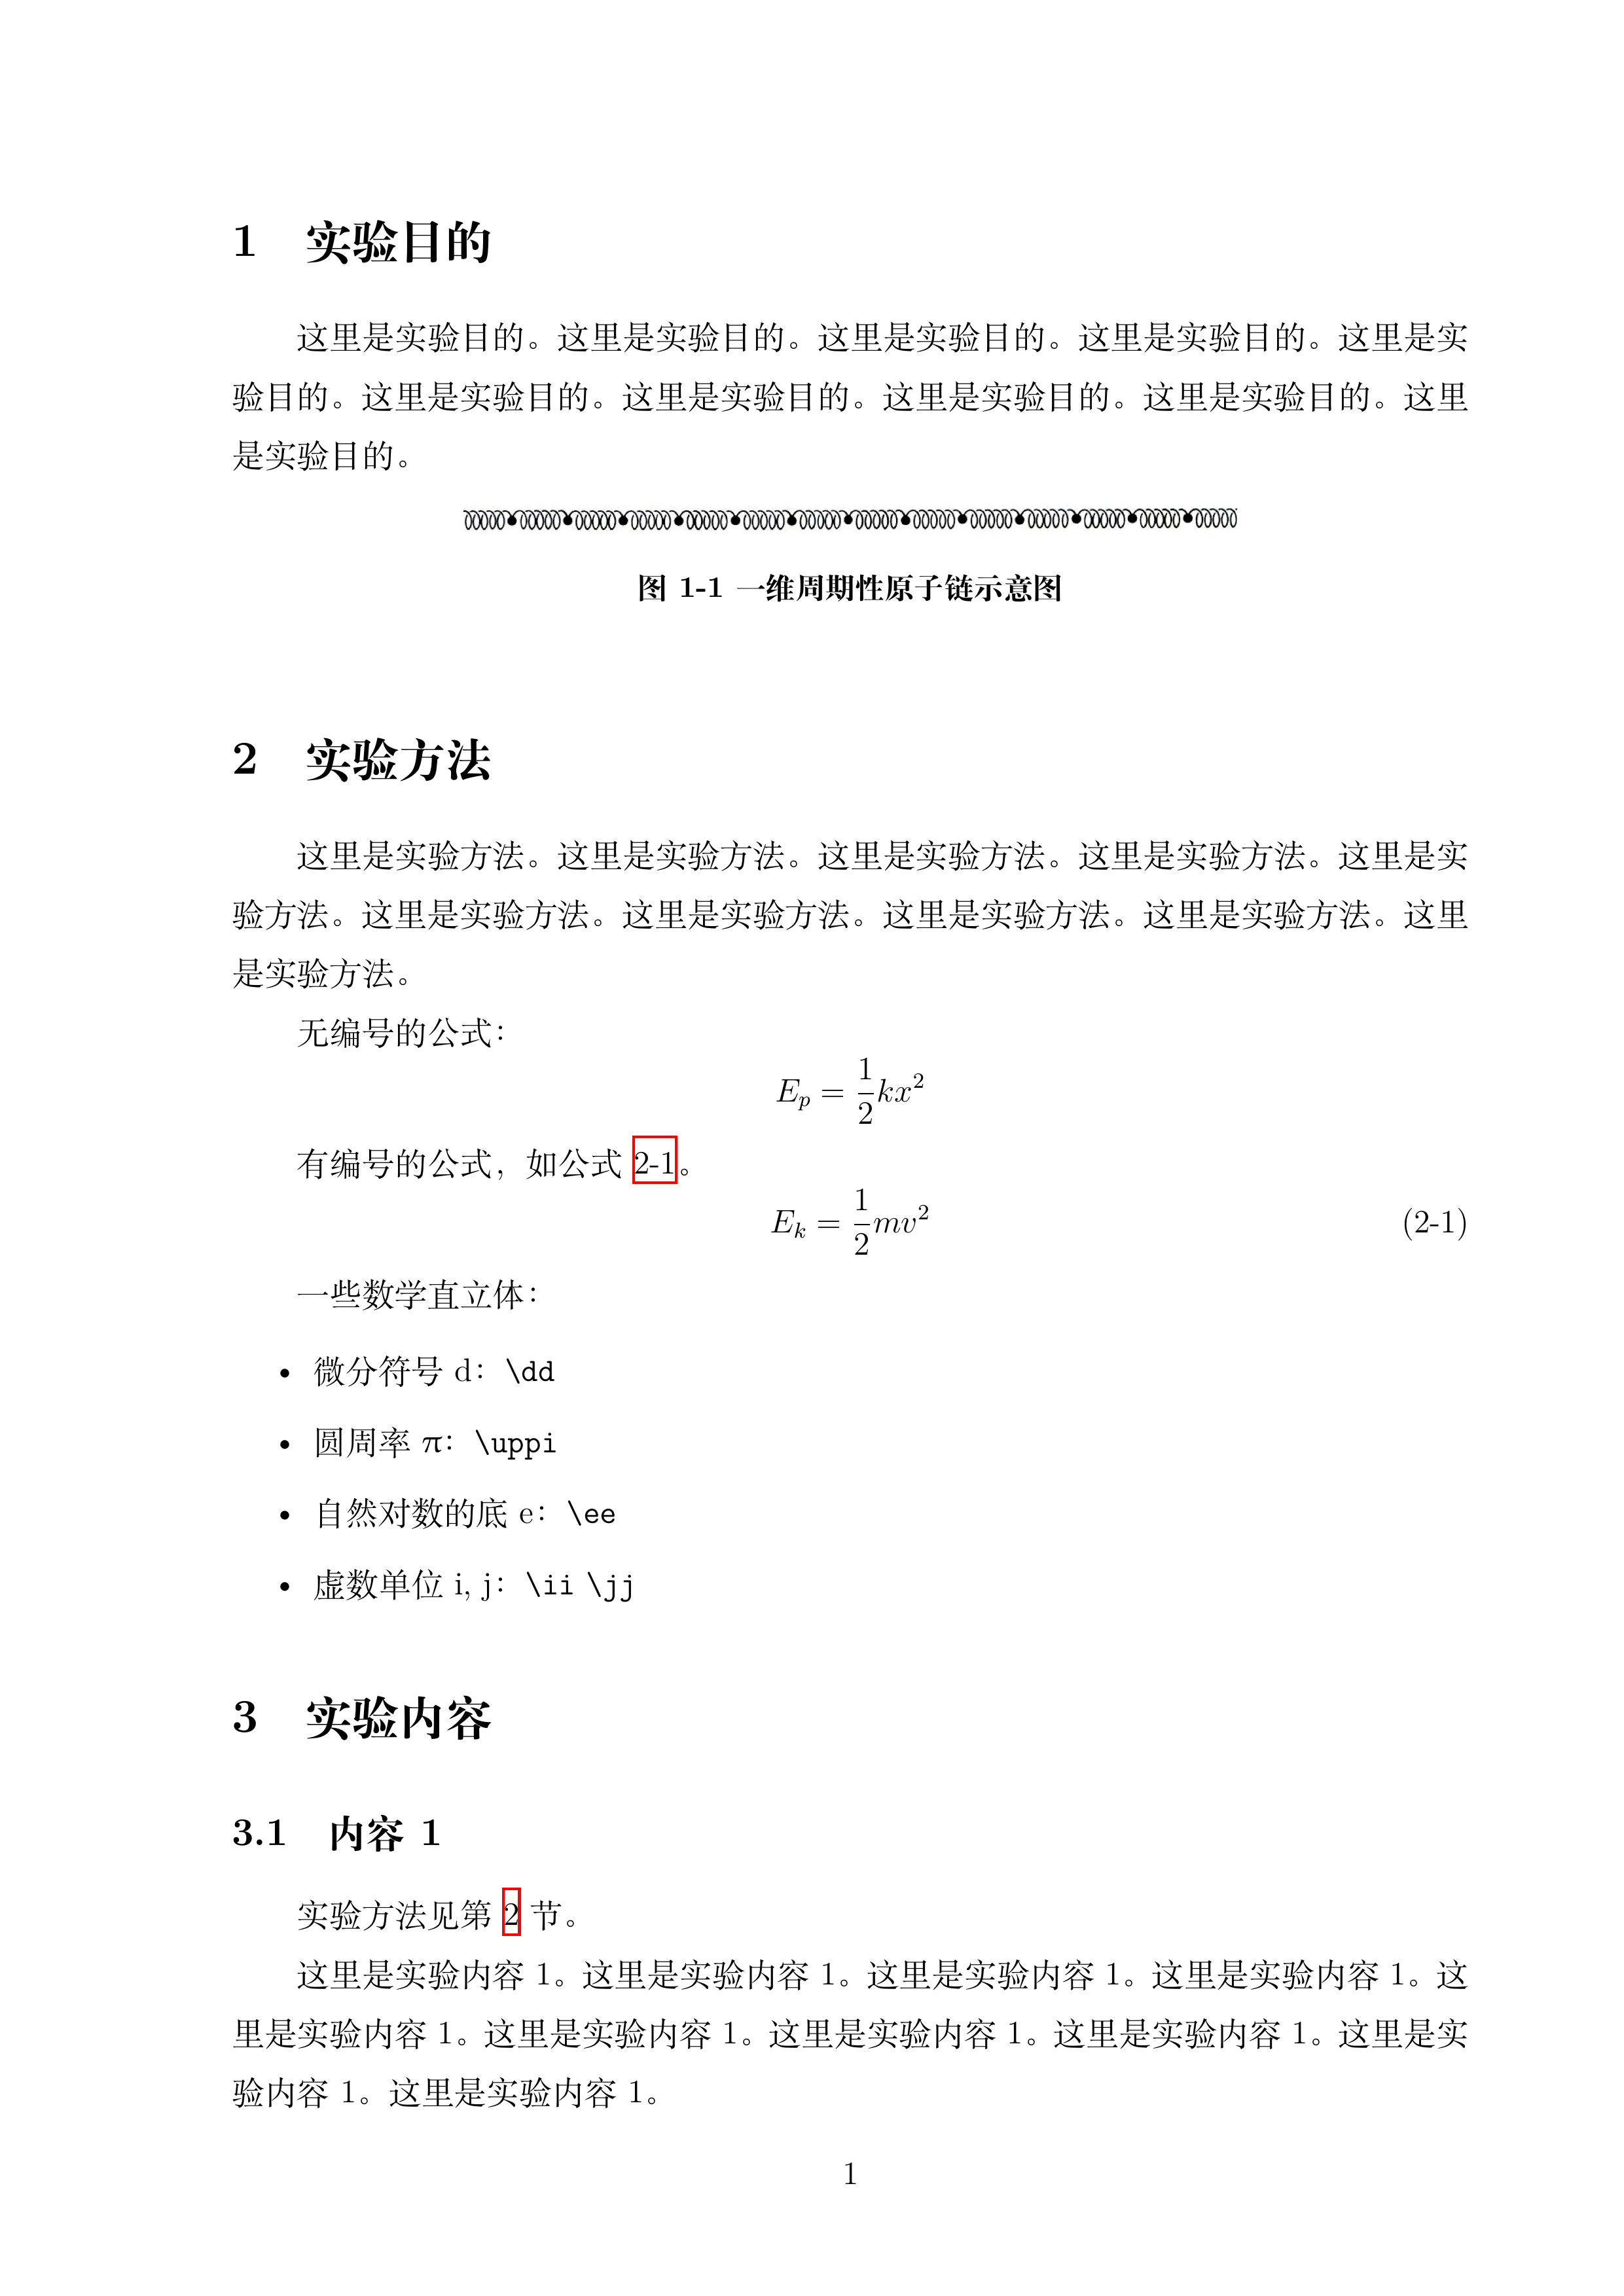 1 实验目的
这里是实验目的。这里是实验目的。这里是实验目的。这里是实验目的。这里是实
验目的。这里是实验目的。这里是实验目的。这里是实验目的。这里是实验目的。这里
是实验目的。
图 1-1 一维周期性原子链示意图
2 实验方法
这里是实验方法。这里是实验方法。这里是实验方法。这里是实验方法。这里是实
验方法。这里是实验方法。这里是实验方法。这里是实验方法。这里是实验方法。这里
是实验方法。
无编号的公式：
$E_p = \frac{1}{2}kx^2$
有编号的公式，如公式 2-1。
$E_k = \frac{1}{2}mv^2$ (2-1)
一些数学直立体：
• 微分符号 d：\dd
• 圆周率 π：\uppi
• 自然对数的底 e：\ee
• 虚数单位 i, j：\ii \jj
3 实验内容
3.1 内容 1
实验方法见第 2 节。
这里是实验内容 1。这里是实验内容 1。这里是实验内容 1。这里是实验内容 1。这
里是实验内容 1。这里是实验内容 1。这里是实验内容 1。这里是实验内容 1。这里是实
验内容 1。这里是实验内容 1。
1